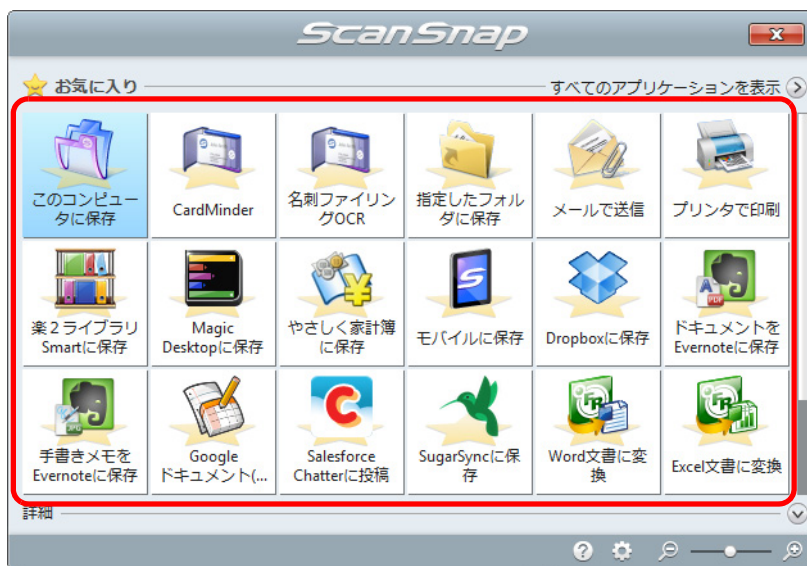 ScanSnap
お気に入り
すべてのアプリケーションを表示
このコンピュー
タに保存
CardMinder
名刺ファイリン
グOCR
指定したフォル
ダに保存
メールで送信
プリンタで印刷
楽2ライブラリ
Smartに保存
Magic
Desktopに保存
やさしく家計簿
に保存
モバイルに保存
Dropboxに保存
ドキュメントを
Evernoteに保存
手書きメモを
Evernoteに保存
Google
ドキュメント(...
Salesforce
Chatterに投稿
SugarSyncに保
存
Word文書に変
換
Excel文書に変換
詳細